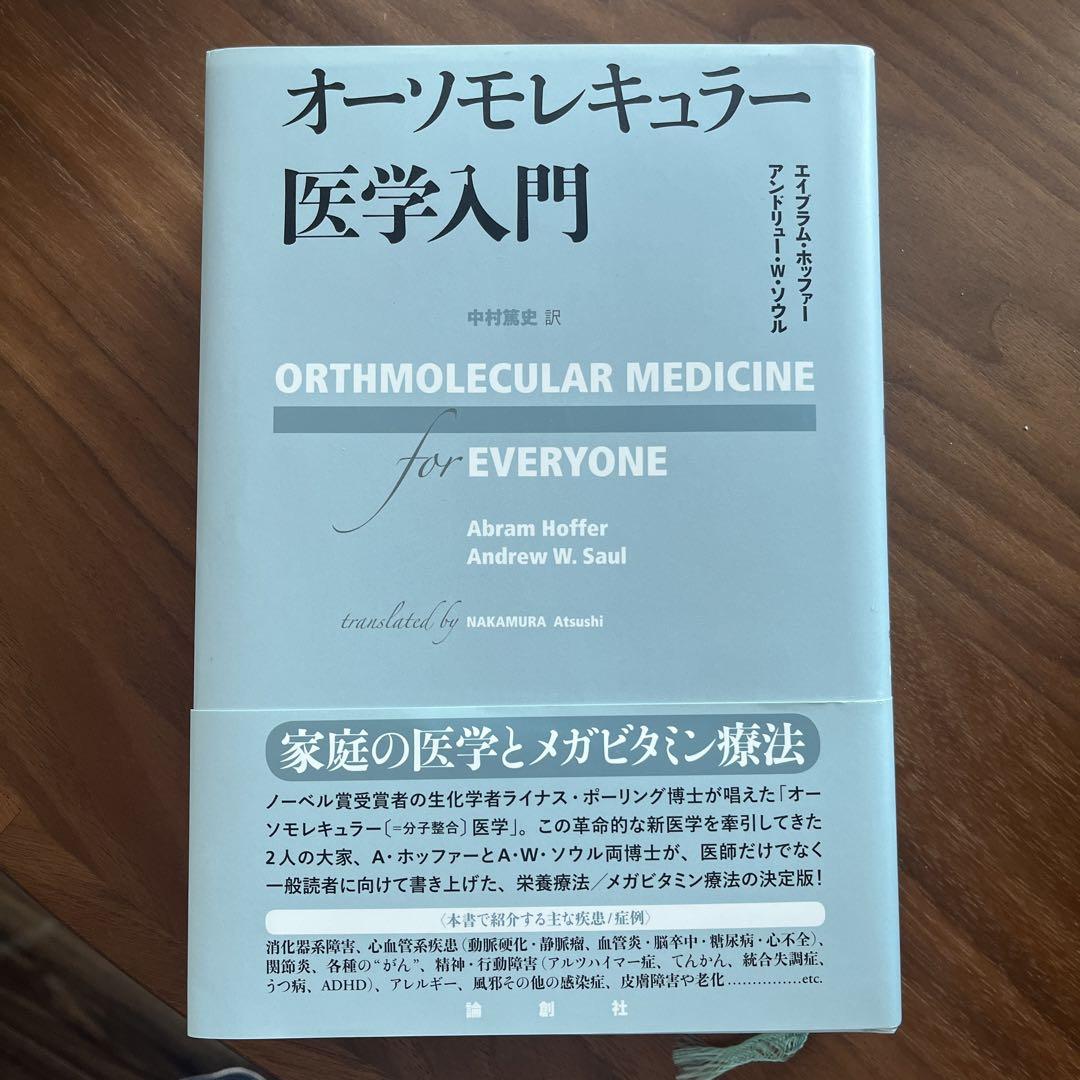 オーソモレキュラー
医学入門
エイブラム・ホッファー
アンドリュー・W・ソウル
中村篤史 訳
ORTHMOLECULAR MEDICINE
for EVERYONE
Abram Hoffer
Andrew W. Saul
translated by NAKAMURA Atsushi
家庭の医学とメガビタミン療法
ノーベル賞受賞者の生化学者ライナス・ポーリング博士が唱えた「オー
ソモレキュラー〔=分子整合〕医学」。この革命的な新医学を牽引してきた
2人の大家、A・ホッファーとA・W・ソウル両博士が、医師だけでなく
一般読者に向けて書き上げた、栄養療法/メガビタミン療法の決定版!
〈本書で紹介する主な疾患/症例〉
消化器系障害、心血管系疾患(動脈硬化・静脈瘤、血管炎・脳卒中・糖尿病・心不全)、
関節炎、各種の"がん"、精神・行動障害(アルツハイマー症、てんかん、統合失調症、
うつ病、ADHD)、アレルギー、風邪その他の感染症、皮膚障害や老化……………etc.
論創社